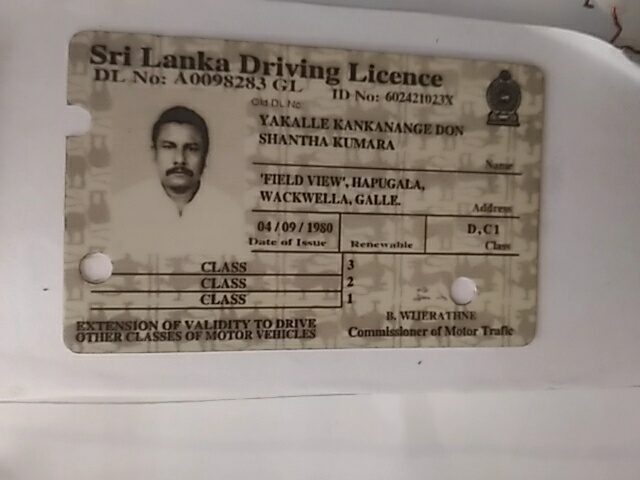 Sri Lanka Driving Licence
DL No: A0098283 GL
ID No: 602421023X
Old DL No
YAKALLE KANKANANGE DON
SHANTHA KUMARA
Name
'FIELD VIEW', HAPUGALA,
WACKWELLA, GALLE.
Address
04/09/1980
D,C1
Date of Issue
Renewable
Class
CLASS 3
CLASS 2
CLASS 1
B. WIJERATHNE
EXTENSION OF VALIDITY TO DRIVE
Commissioner of Motor Trafic
OTHER CLASSES OF MOTOR VEHICLES